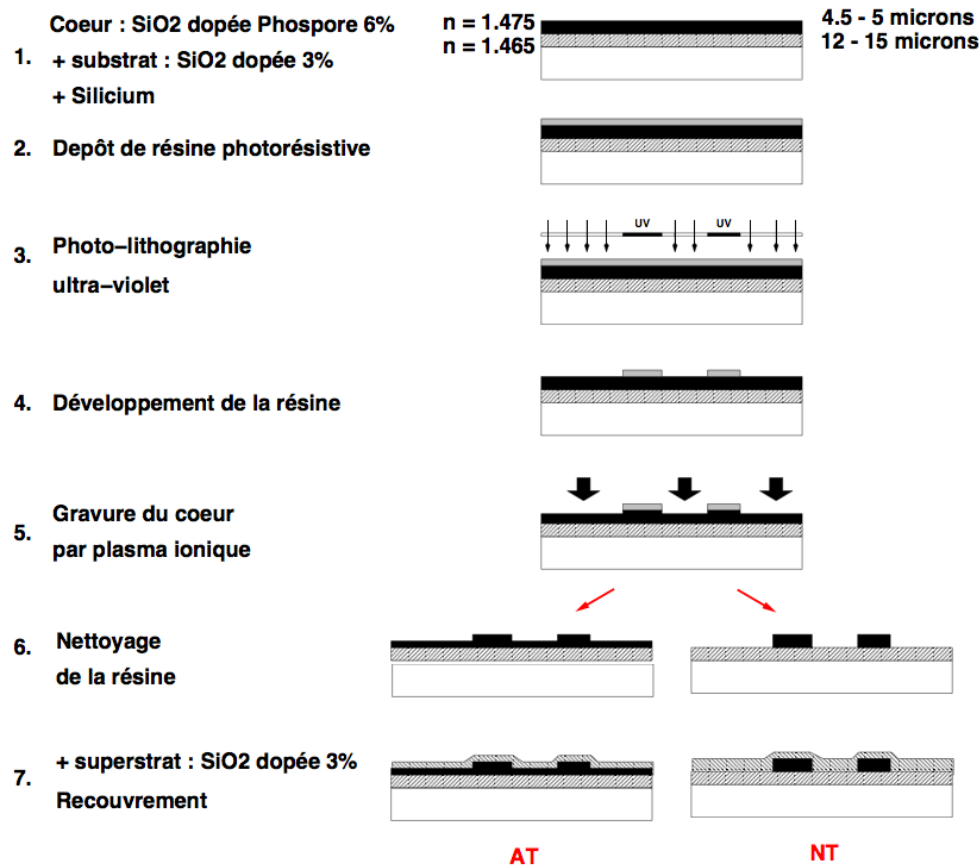 Coeur : SiO2 dopée Phospore 6%
n = 1.475
4.5 - 5 microns
n = 1.465
12 - 15 microns
1. + substrat : SiO2 dopée 3%
+ Silicium
2. Depôt de résine photorésistive
UV UV
3. Photo–lithographie
ultra–violet
4. Développement de la résine
5. Gravure du coeur
par plasma ionique
6. Nettoyage
de la résine
7. + superstrat : SiO2 dopée 3%
Recouvrement
AT NT